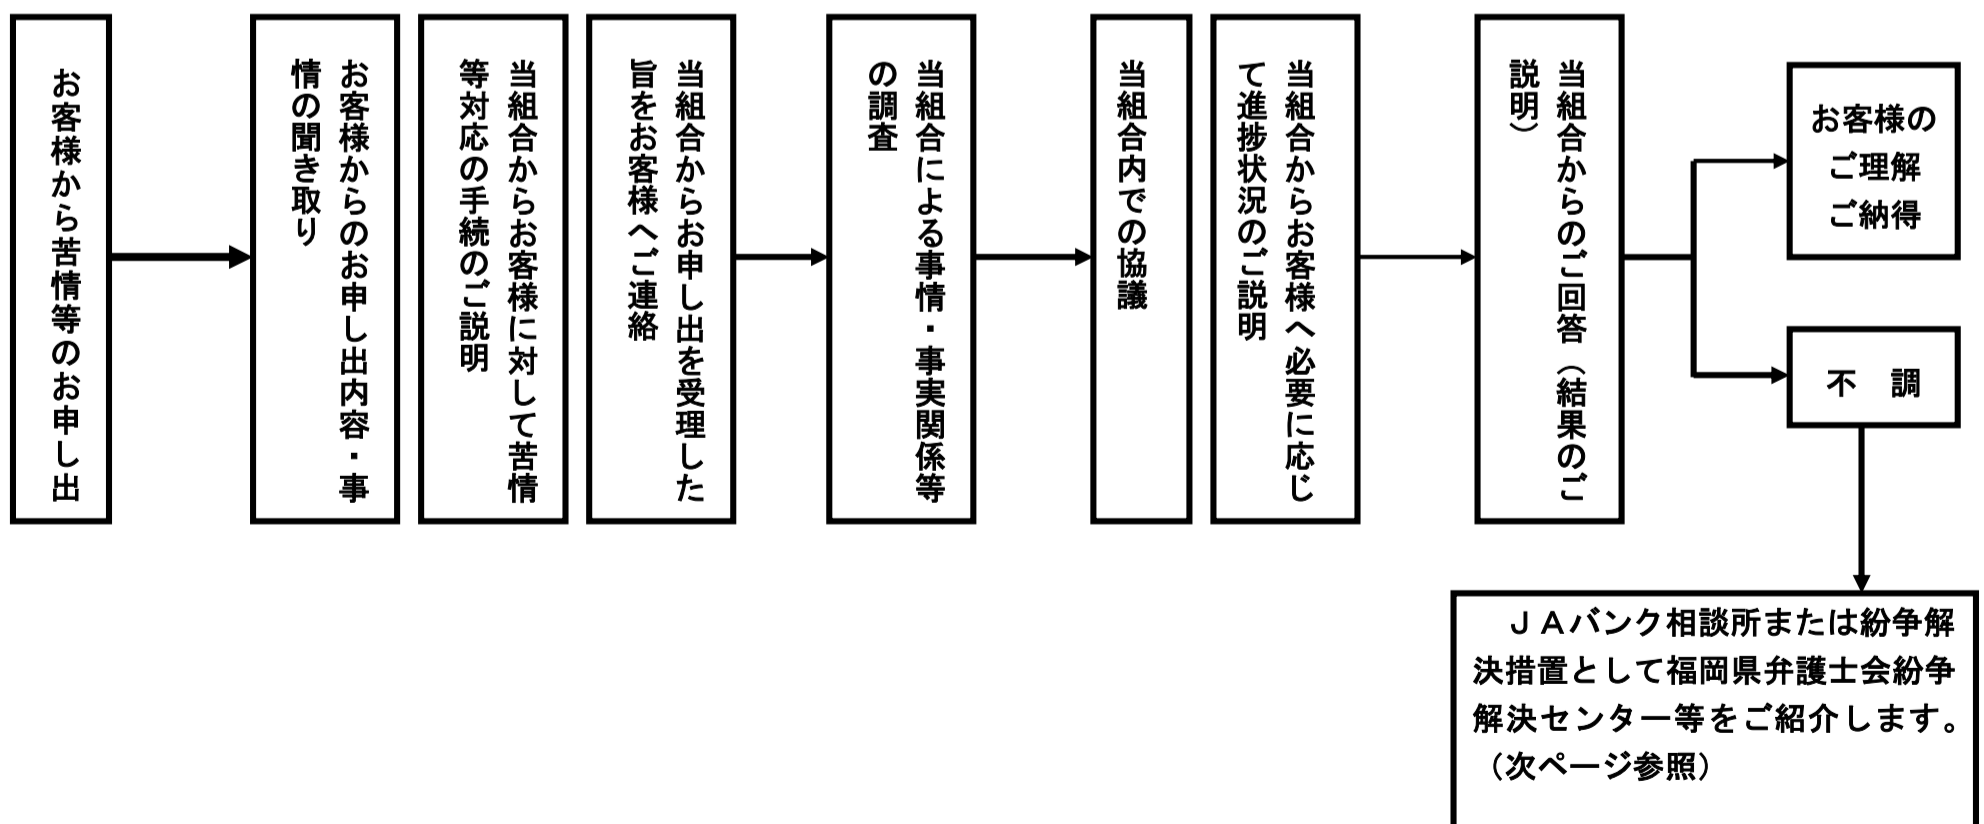 お客様から苦情等のお申し出
お客様からのお申し出内容・事
情の聞き取り
当組合からお客様に対して苦情
等対応の手続のご説明
当組合からお申し出を受理した
旨をお客様へご連絡
当組合による事情・事実関係等
の調査
当組合内での協議
当組合からお客様へ必要に応じ
て進捗状況のご説明
当組合からのご回答（結果のご
説明）
お客様の
ご理解
ご納得
不　調
ＪＡバンク相談所または紛争解
決措置として福岡県弁護士会紛争
解決センター等をご紹介します。
（次ページ参照）